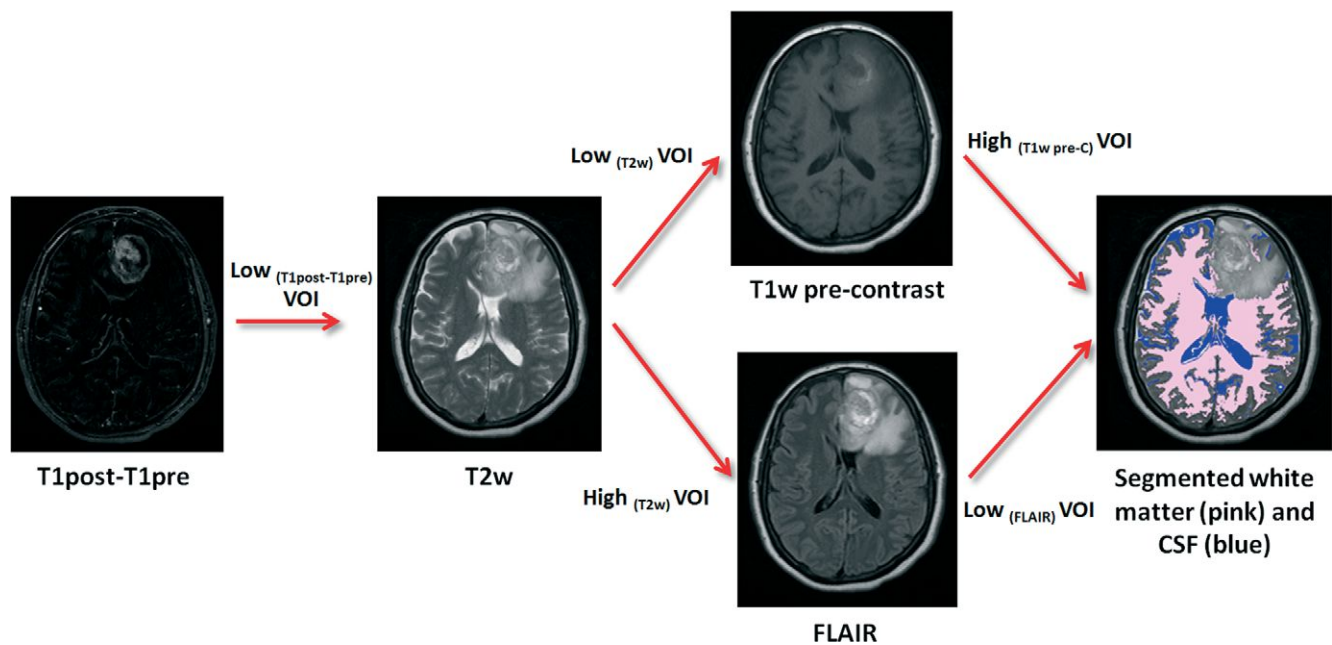 Low (T1post-T1pre)
VOI
T1post-T1pre
T2w
Low (T2w) VOI
High (T2w) VOI
T1w pre-contrast
FLAIR
High (T1w pre-C) VOI
Low (FLAIR) VOI
Segmented white
matter (pink) and
CSF (blue)